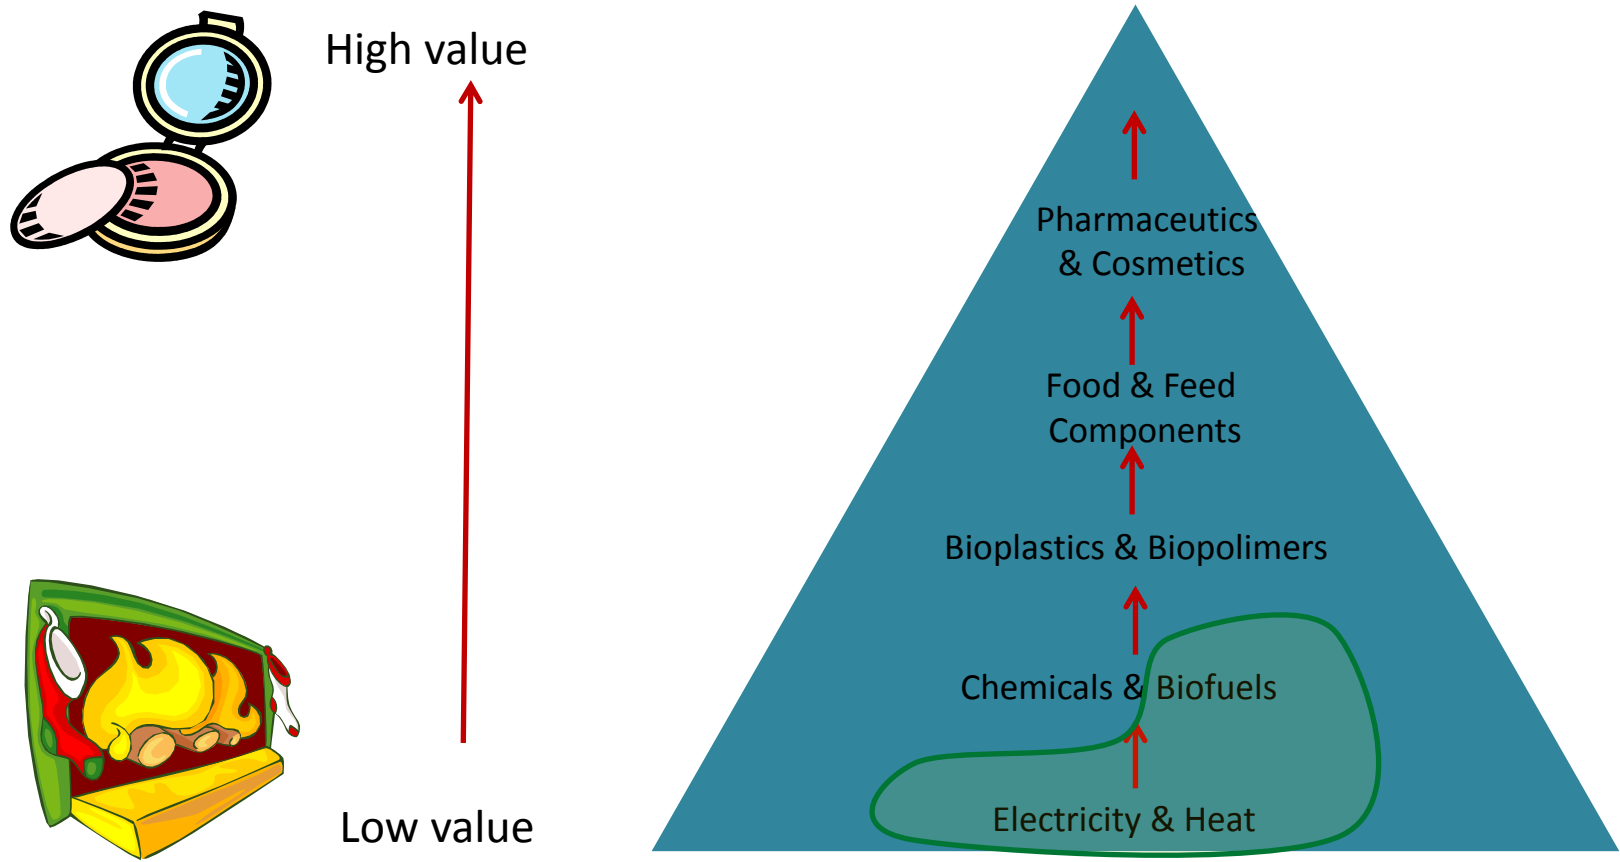 High value
Pharmaceutics
& Cosmetics
Food & Feed
Components
Bioplastics & Biopolimers
Chemicals & Biofuels
Electricity & Heat
Low value